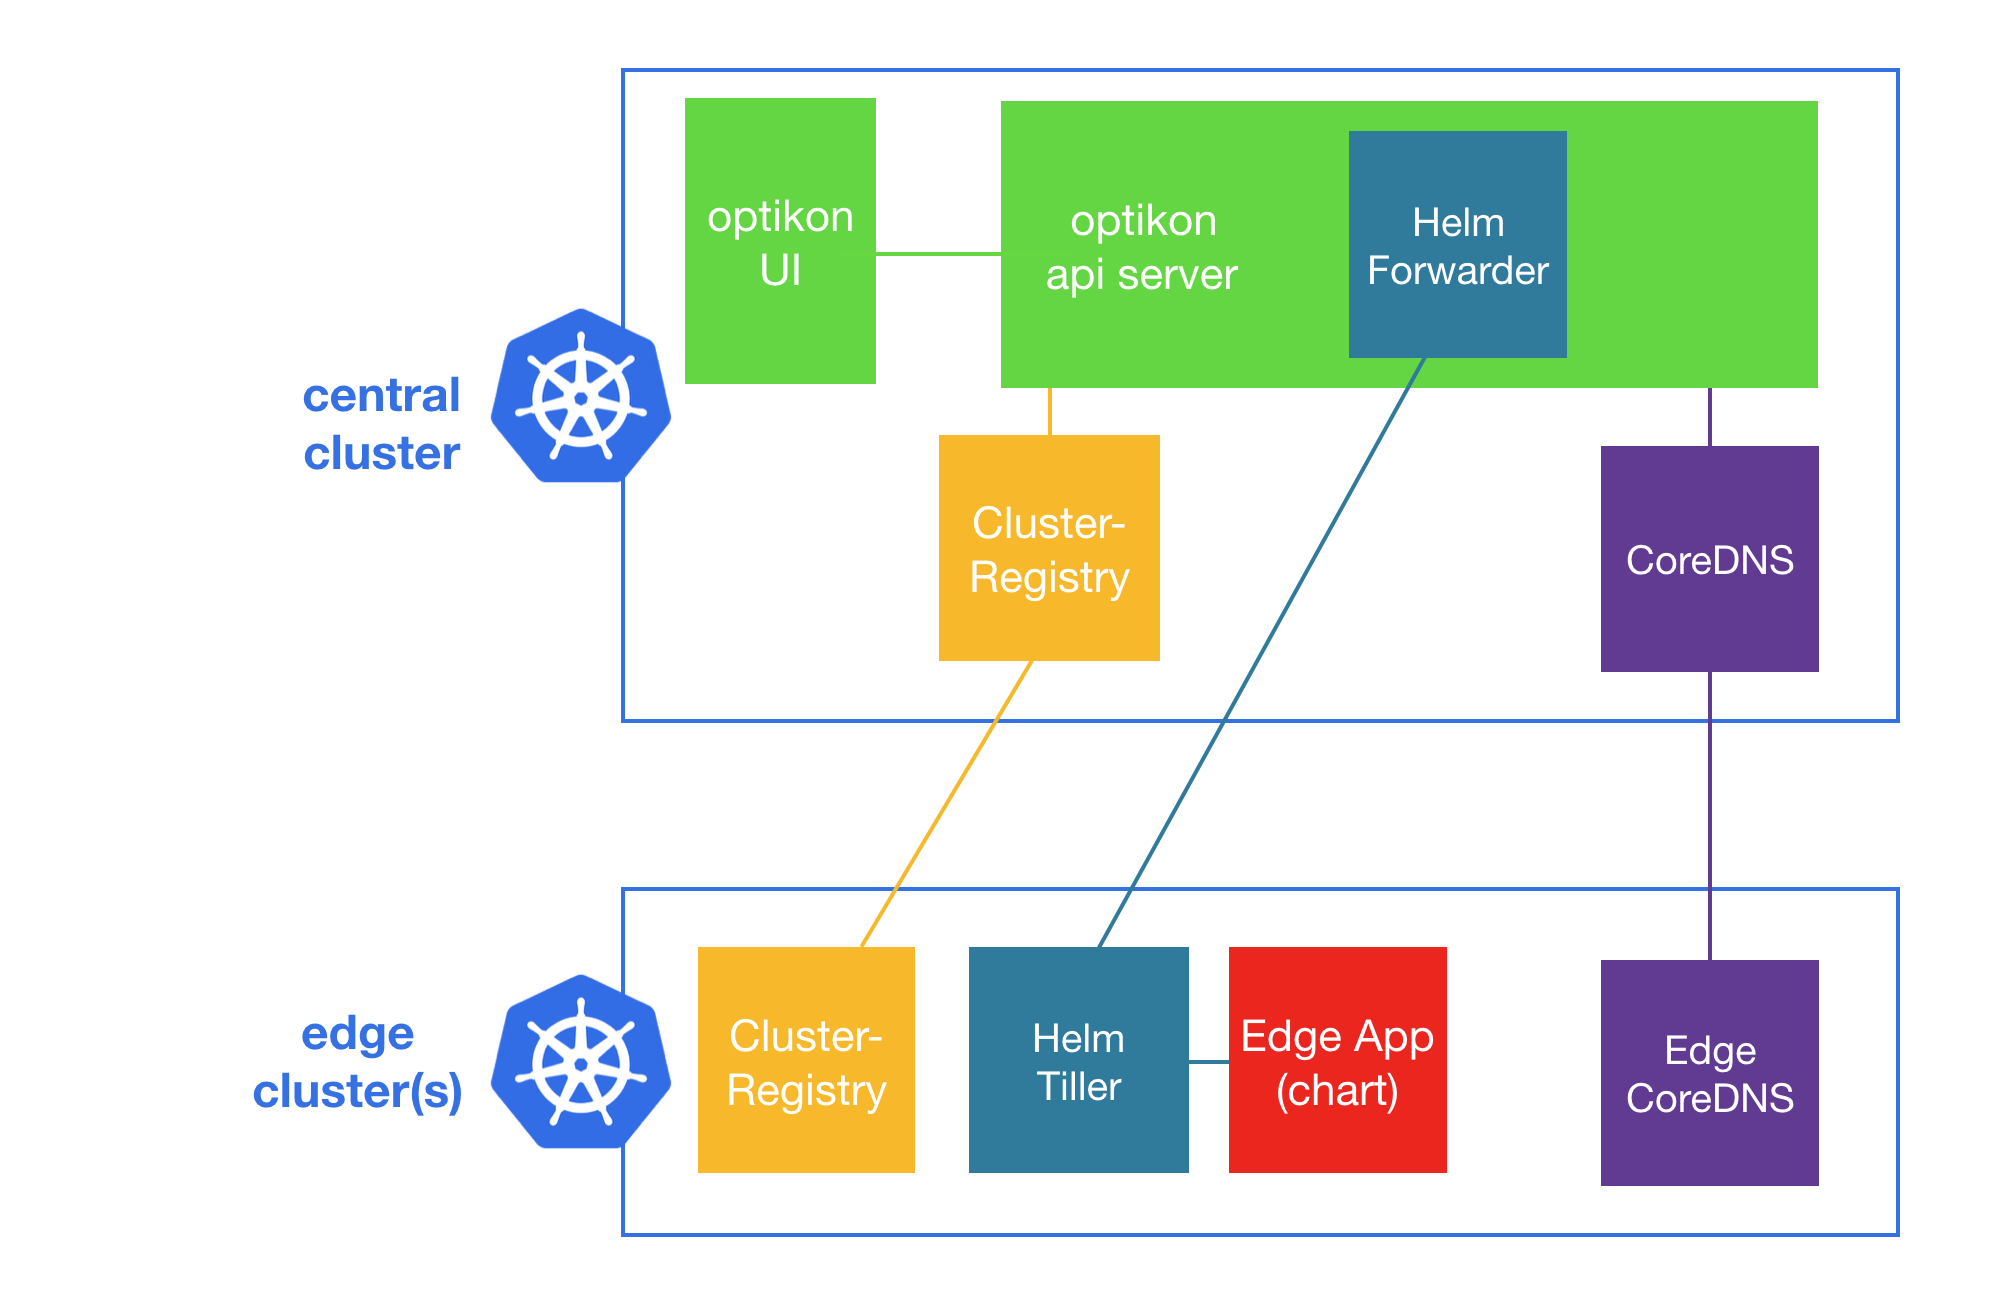 optikon
UI
optikon
api server
Helm
Forwarder
central
cluster
Cluster-
Registry
CoreDNS
edge
cluster(s)
Cluster-
Registry
Helm
Tiller
Edge App
(chart)
Edge
CoreDNS